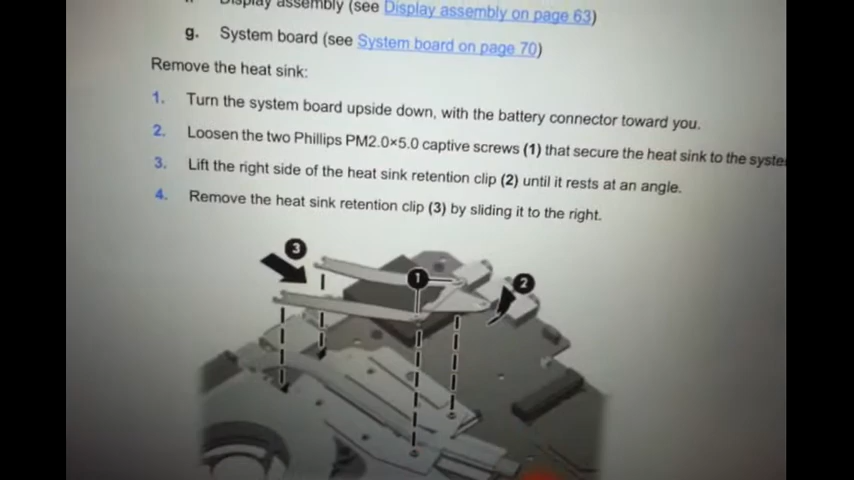 Display assembly (see Display assembly on page 63)
g. System board (see System board on page 70)
Remove the heat sink:
1. Turn the system board upside down, with the battery connector toward you.
2. Loosen the two Phillips PM2.0×5.0 captive screws (1) that secure the heat sink to the syste
3. Lift the right side of the heat sink retention clip (2) until it rests at an angle.
4. Remove the heat sink retention clip (3) by sliding it to the right.
3
1
2